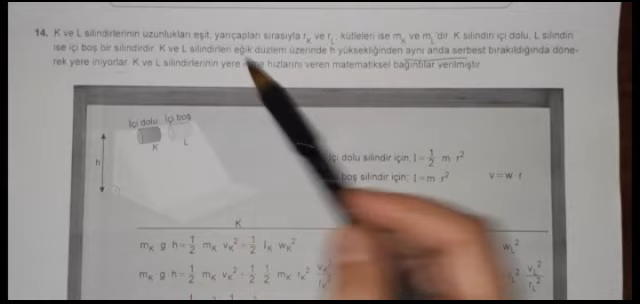 14. K ve L silindirlerinin uzunlukları eşit, yarıçapları sırasıyla r_K ve r_L, kütleleri ise m_K ve m_L'dir. K silindiri içi dolu, L silindiri
ise içi boş bir silindirdir. K ve L silindirleri eğik düzlem üzerinde h yüksekliğinden aynı anda serbest bırakıldığında döne-
rek yere iniyorlar. K ve L silindirlerinin yere hızlarını veren matematiksel bağıntılar verilmiştir.
İçi dolu İçi boş
K L
h
İçi dolu silindir için, I = 1/2 m r²
boş silindir için; I = m r² v = w · r
K
m_K g h = 1/2 m_K v_K² + 1/2 I_K w_K² w_L²
m_K g h = 1/2 m_K v_K² + 1/2 1/2 m_K r_K² v_L²/r_L²